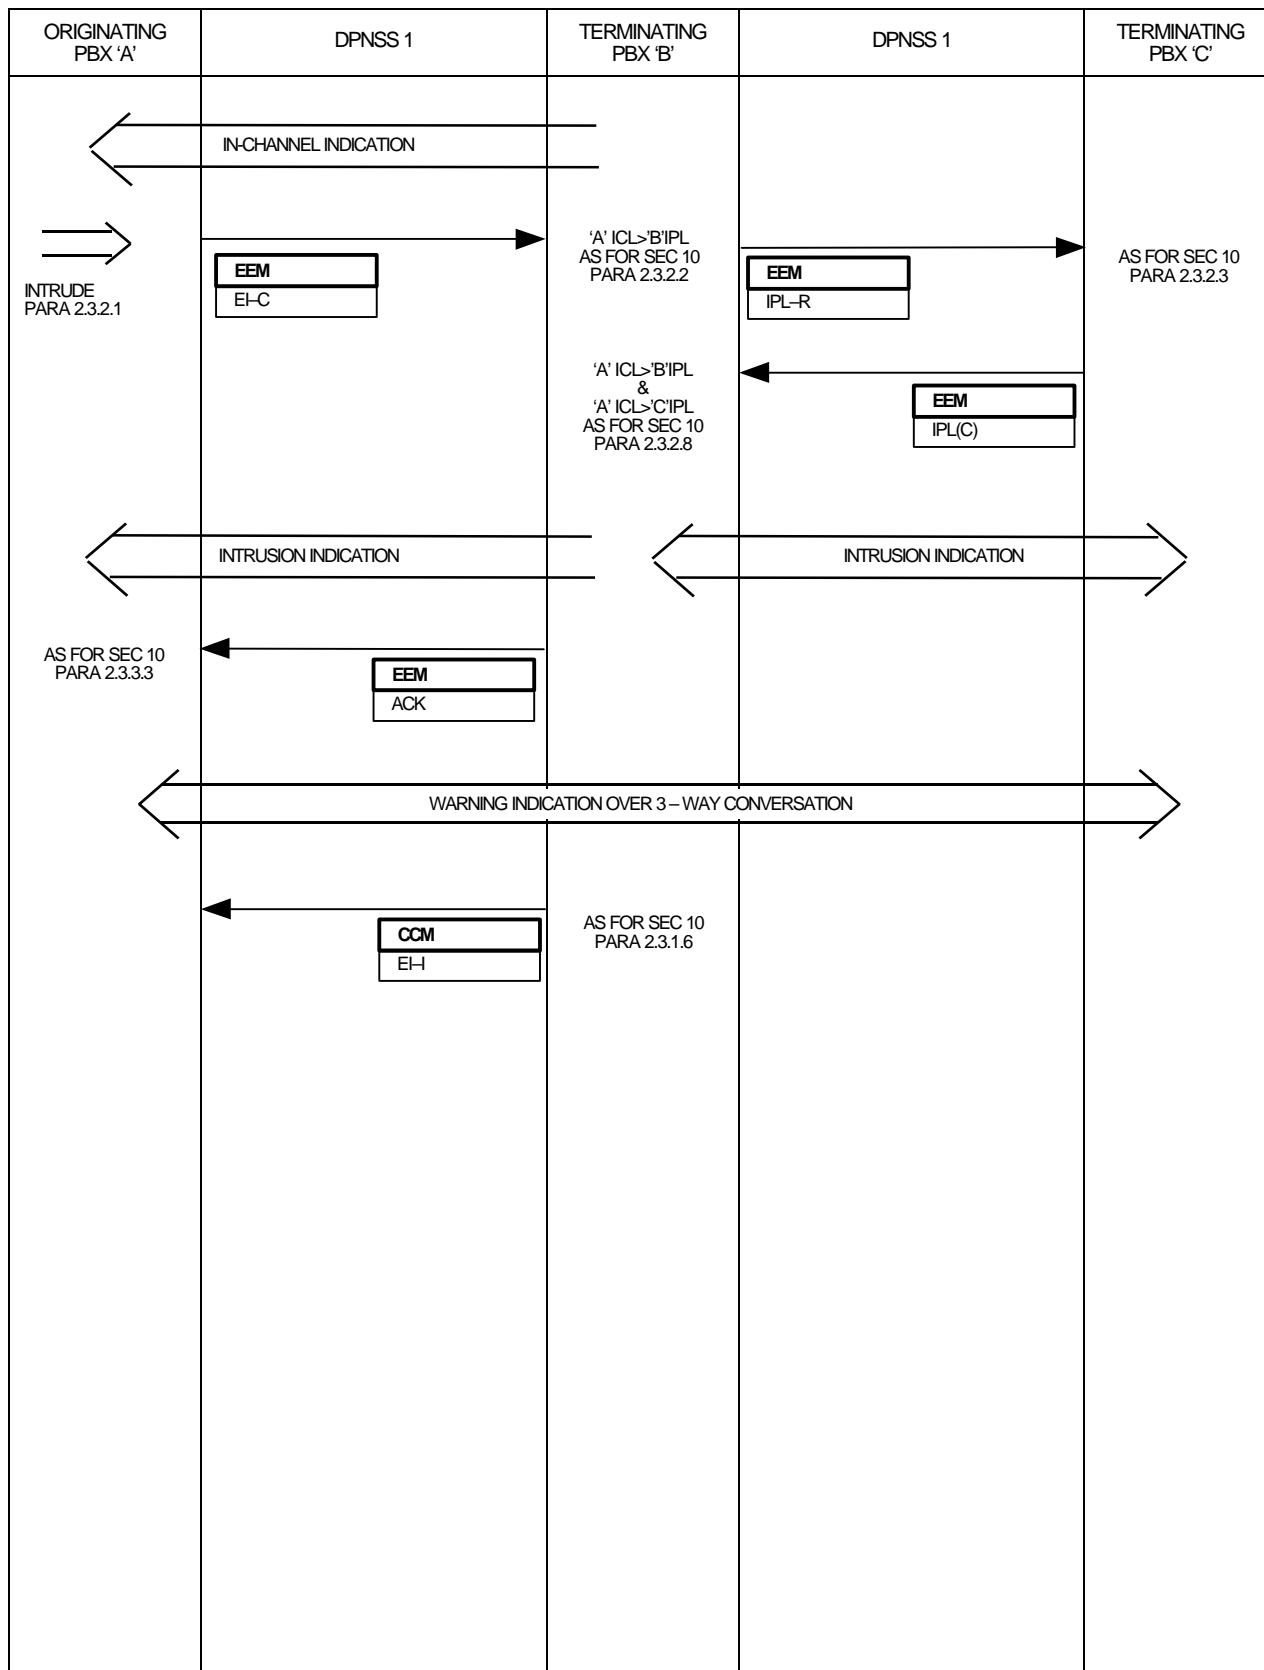 ORIGINATING
PBX ‘A’
DPNSS 1
TERMINATING
PBX ‘B’
DPNSS 1
TERMINATING
PBX ‘C’
IN-CHANNEL INDICATION
INTRUDE
PARA 2.3.2.1
EEM
EI–C
‘A’ ICL>’B’IPL
AS FOR SEC 10
PARA 2.3.2.2
EEM
IPL–R
AS FOR SEC 10
PARA 2.3.2.3
‘A’ ICL>’B’IPL
&
‘A’ ICL>’C’IPL
AS FOR SEC 10
PARA 2.3.2.8
EEM
IPL(C)
INTRUSION INDICATION
INTRUSION INDICATION
AS FOR SEC 10
PARA 2.3.3.3
EEM
ACK
WARNING INDICATION OVER 3 – WAY CONVERSATION
CCM
EI–I
AS FOR SEC 10
PARA 2.3.1.6